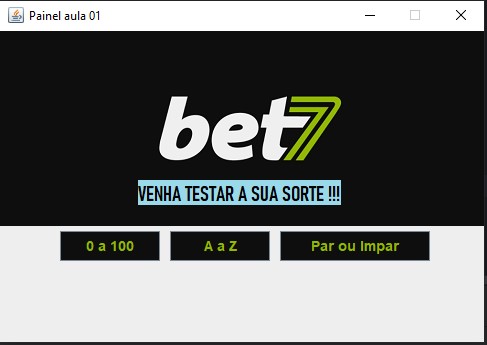 Painel aula 01
bet7
VENHA TESTAR A SUA SORTE !!!
0 a 100
A a Z
Par ou Impar